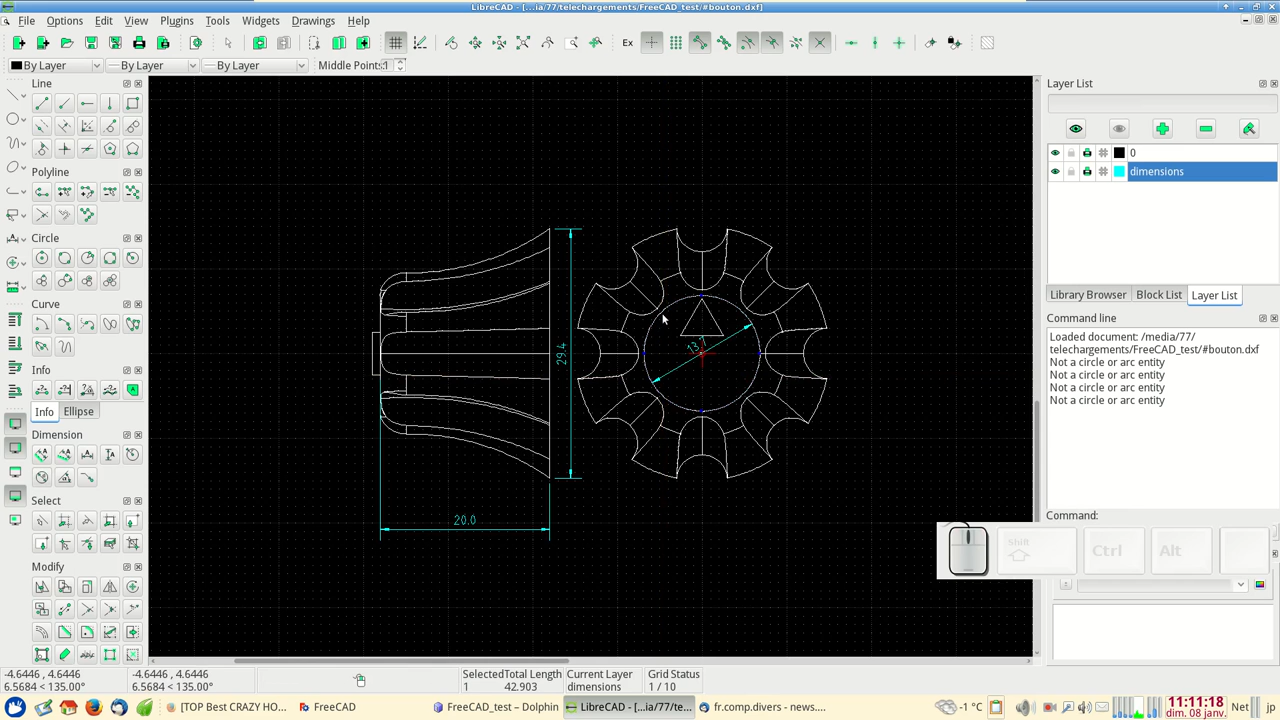 LibreCAD - [...ia/77/telechargements/FreeCAD_test/#bouton.dxf]
File Options Edit View Plugins Tools Widgets Drawings Help
Ex
By Layer By Layer By Layer Middle Points: 1
Line
Polyline
Circle
Curve
Info
Info Ellipse
Dimension
Select
Modify
29.4
20.0
13.7
Layer List
0
dimensions
Library Browser Block List Layer List
Command line
Loaded document: /media/77/
telechargements/FreeCAD_test/#bouton.dxf
Not a circle or arc entity
Not a circle or arc entity
Not a circle or arc entity
Not a circle or arc entity
Command:
Shift Ctrl Alt
-4.6446 , 4.6446 -4.6446 , 4.6446 Selected Total Length Current Layer Grid Status
6.5684 < 135.00° 6.5684 < 135.00° 1 42.903 dimensions 1 / 10
[TOP Best CRAZY HO... FreeCAD FreeCAD_test – Dolphin LibreCAD - [...ia/77/te... fr.comp.divers - news.... -1 °C Net jp
11:11:18
dim. 08 janv.